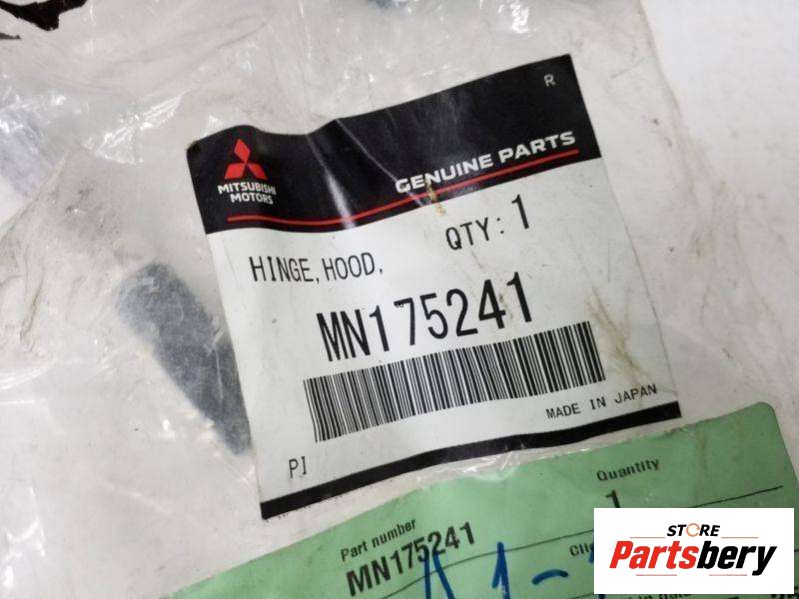 R
MITSUBISHI
MOTORS
GENUINE PARTS
HINGE, HOOD,
QTY: 1
MN175241
MADE IN JAPAN
PI
Quantity
1
Part number
MN175241
STORE
Partsbery